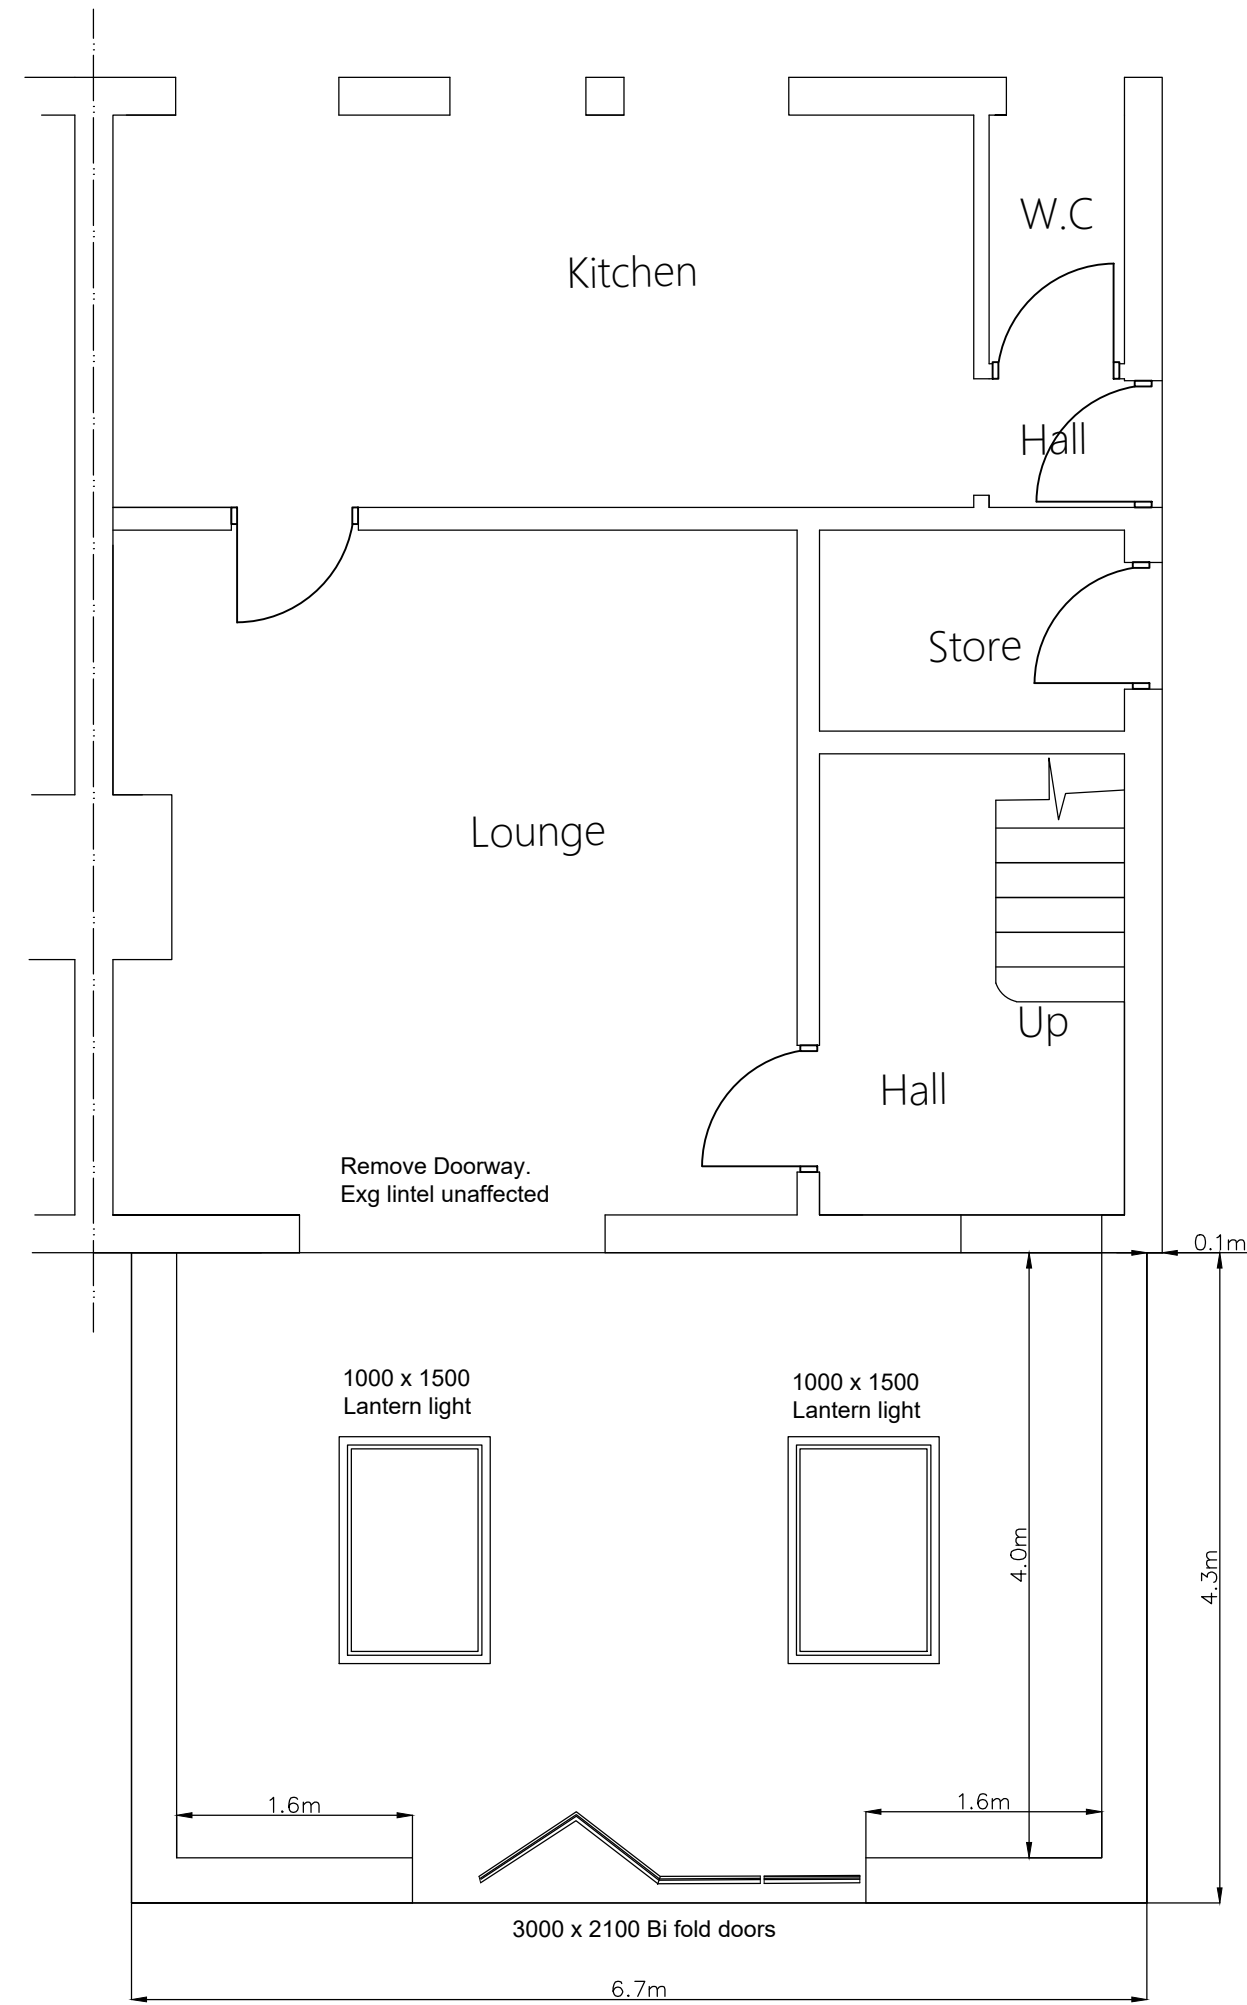 W.C
Kitchen
Hall
Store
Lounge
Up
Hall
Remove Doorway.
Exg lintel unaffected
0.1m
1000 x 1500
Lantern light
1000 x 1500
Lantern light
4.0m
4.3m
1.6m
1.6m
3000 x 2100 Bi fold doors
6.7m